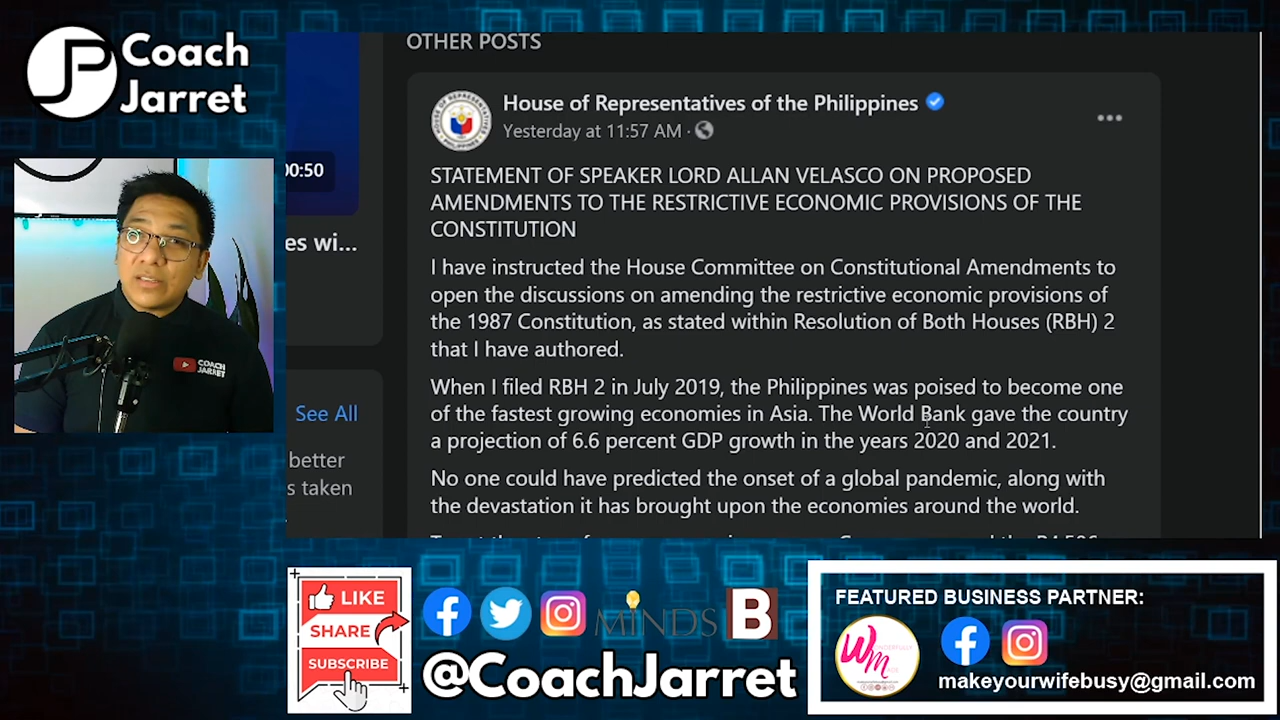 Coach
Jarret
OTHER POSTS
House of Representatives of the Philippines
Yesterday at 11:57 AM ·
STATEMENT OF SPEAKER LORD ALLAN VELASCO ON PROPOSED
AMENDMENTS TO THE RESTRICTIVE ECONOMIC PROVISIONS OF THE
CONSTITUTION
I have instructed the House Committee on Constitutional Amendments to
open the discussions on amending the restrictive economic provisions of
the 1987 Constitution, as stated within Resolution of Both Houses (RBH) 2
that I have authored.
When I filed RBH 2 in July 2019, the Philippines was poised to become one
of the fastest growing economies in Asia. The World Bank gave the country
a projection of 6.6 percent GDP growth in the years 2020 and 2021.
No one could have predicted the onset of a global pandemic, along with
the devastation it has brought upon the economies around the world.
00:50
es wi...
See All
better
s taken
COACH
JARRET
LIKE
SHARE
SUBSCRIBE
MINDS
B
@CoachJarret
FEATURED BUSINESS PARTNER:
WM
makeyourwifebusy@gmail.com